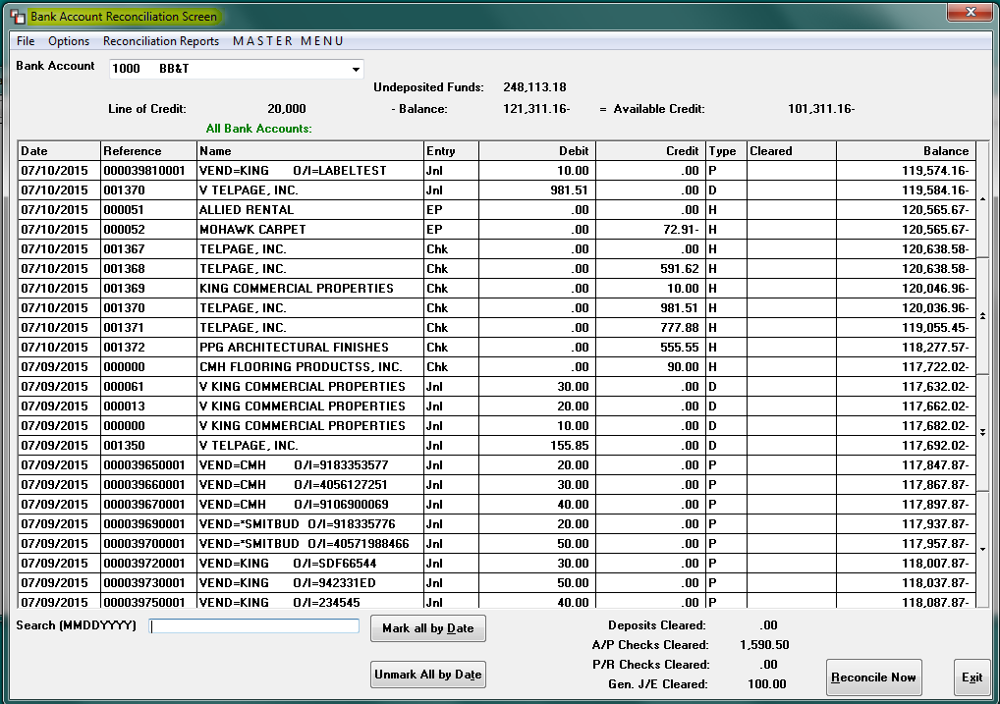 Bank Account Reconciliation Screen
File Options Reconciliation Reports M A S T E R M E N U
Bank Account 1000 BB&T
Undeposited Funds: 248,113.18
Line of Credit: 20,000 - Balance: 121,311.16- = Available Credit: 101,311.16-
All Bank Accounts:
Date Reference Name Entry Debit Credit Type Cleared Balance
07/10/2015 000039810001 VEND=KING O/I=LABELTEST Jnl 10.00 .00 P 119,574.16-
07/10/2015 001370 V TELPAGE, INC. Jnl 981.51 .00 D 119,584.16-
07/10/2015 000051 ALLIED RENTAL EP .00 .00 H 120,565.67-
07/10/2015 000052 MOHAWK CARPET EP .00 72.91- H 120,565.67-
07/10/2015 001367 TELPAGE, INC. Chk .00 .00 H 120,638.58-
07/10/2015 001368 TELPAGE, INC. Chk .00 591.62 H 120,638.58-
07/10/2015 001369 KING COMMERCIAL PROPERTIES Chk .00 10.00 H 120,046.96-
07/10/2015 001370 TELPAGE, INC. Chk .00 981.51 H 120,036.96-
07/10/2015 001371 TELPAGE, INC. Chk .00 777.88 H 119,055.45-
07/10/2015 001372 PPG ARCHITECTURAL FINISHES Chk .00 555.55 H 118,277.57-
07/09/2015 000000 CMH FLOORING PRODUCTSS, INC. Chk .00 90.00 H 117,722.02-
07/09/2015 000061 V KING COMMERCIAL PROPERTIES Jnl 30.00 .00 D 117,632.02-
07/09/2015 000013 V KING COMMERCIAL PROPERTIES Jnl 20.00 .00 D 117,662.02-
07/09/2015 000000 V KING COMMERCIAL PROPERTIES Jnl 10.00 .00 D 117,682.02-
07/09/2015 001350 V TELPAGE, INC. Jnl 155.85 .00 D 117,692.02-
07/09/2015 000039650001 VEND=CMH O/I=9183353577 Jnl 20.00 .00 P 117,847.87-
07/09/2015 000039660001 VEND=CMH O/I=4056127251 Jnl 30.00 .00 P 117,867.87-
07/09/2015 000039670001 VEND=CMH O/I=9106900069 Jnl 40.00 .00 P 117,897.87-
07/09/2015 000039690001 VEND=*SMITBUD O/I=918335776 Jnl 20.00 .00 P 117,937.87-
07/09/2015 000039700001 VEND=*SMITBUD O/I=40571988466 Jnl 50.00 .00 P 117,957.87-
07/09/2015 000039720001 VEND=KING O/I=SDF66544 Jnl 30.00 .00 P 118,007.87-
07/09/2015 000039730001 VEND=KING O/I=942331ED Jnl 50.00 .00 P 118,037.87-
07/09/2015 000039750001 VEND=KING O/I=234545 Jnl 40.00 .00 P 118,087.87-
Search (MMDDYYYY) Mark all by Date Deposits Cleared: .00
A/P Checks Cleared: 1,590.50
Unmark All by Date P/R Checks Cleared: .00 Reconcile Now Exit
Gen. J/E Cleared: 100.00